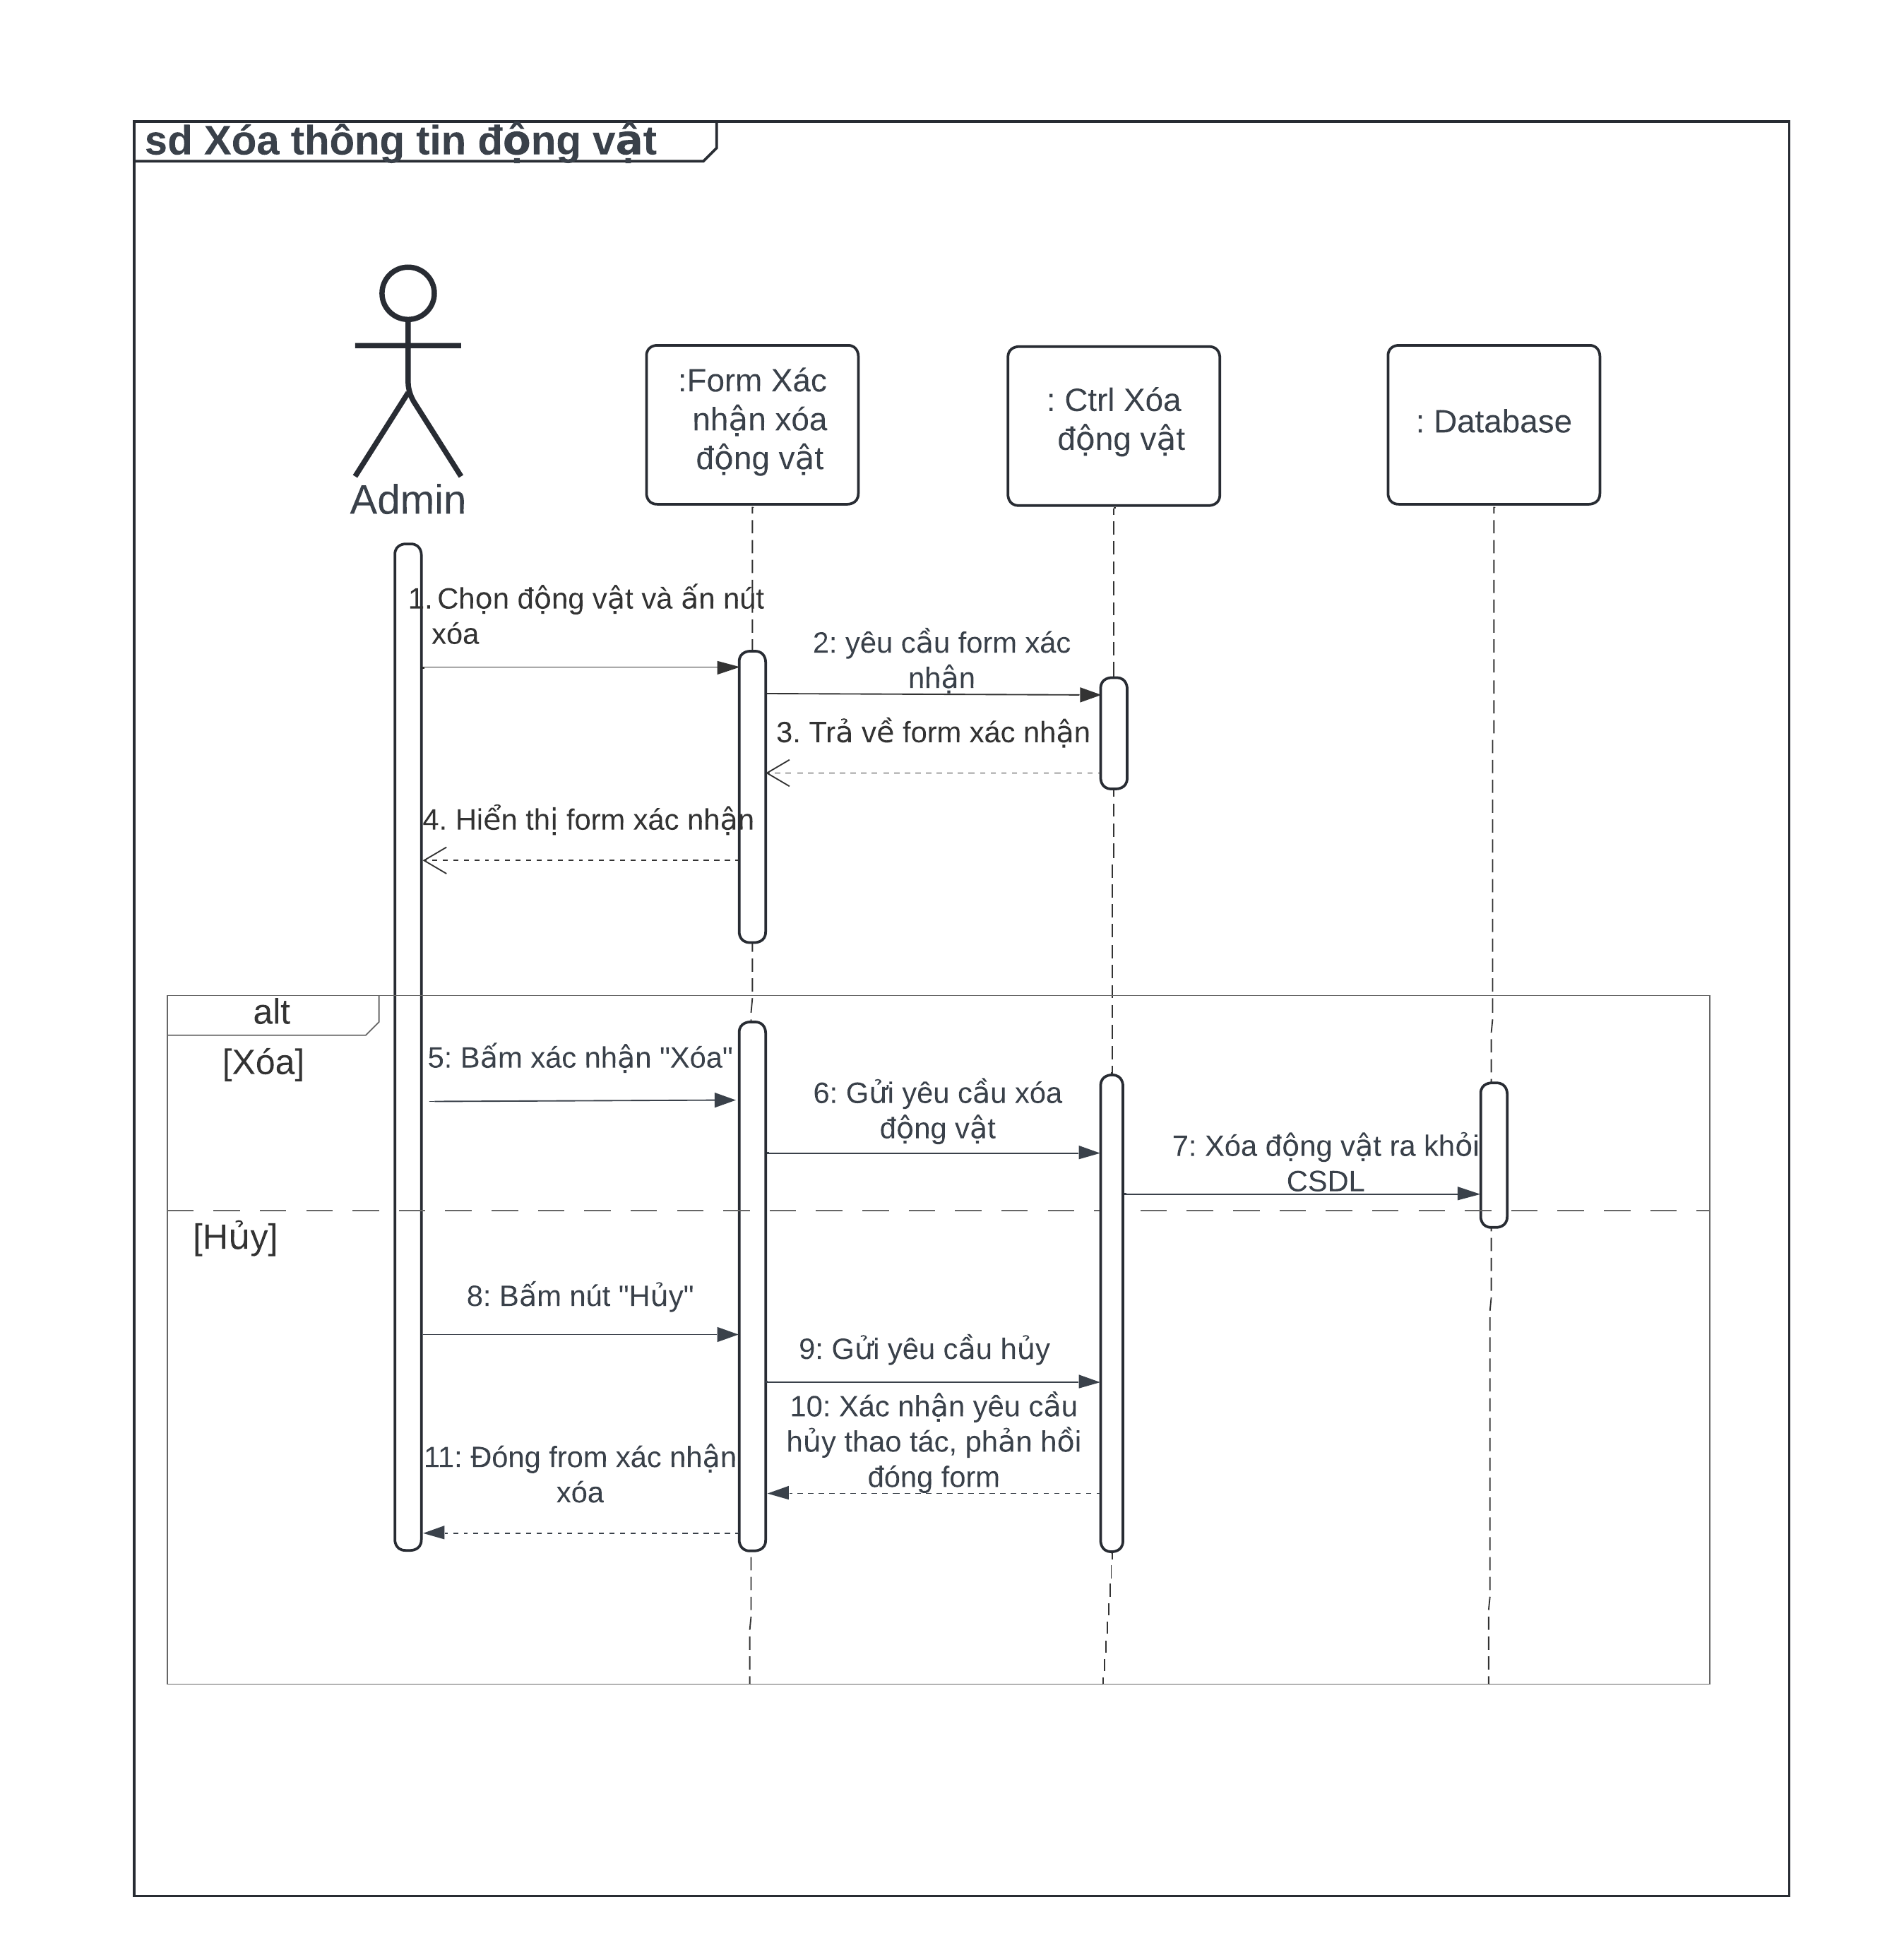 sd Xóa thông tin động vật
Admin
:Form Xác
nhận xóa
động vật
: Ctrl Xóa
động vật
: Database
1. Chọn động vật và ấn nút
xóa
2: yêu cầu form xác
nhận
3. Trả về form xác nhận
4. Hiển thị form xác nhận
alt
[Xóa]
5: Bấm xác nhận "Xóa"
6: Gửi yêu cầu xóa
động vật
7: Xóa động vật ra khỏi
CSDL
[Hủy]
8: Bấm nút "Hủy"
9: Gửi yêu cầu hủy
10: Xác nhận yêu cầu
hủy thao tác, phản hồi
đóng form
11: Đóng from xác nhận
xóa